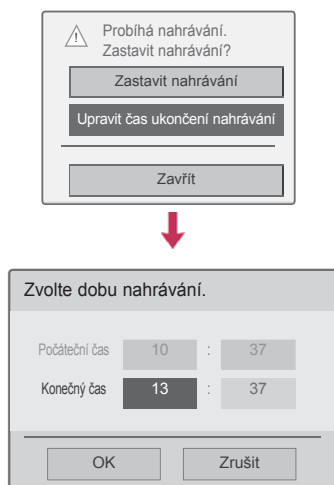 Probíhá nahrávání.
Zastavit nahrávání?
Zastavit nahrávání
Upravit čas ukončení nahrávání
Zavřít
Zvolte dobu nahrávání.
Počáteční čas 10 : 37
Konečný čas 13 : 37
OK Zrušit